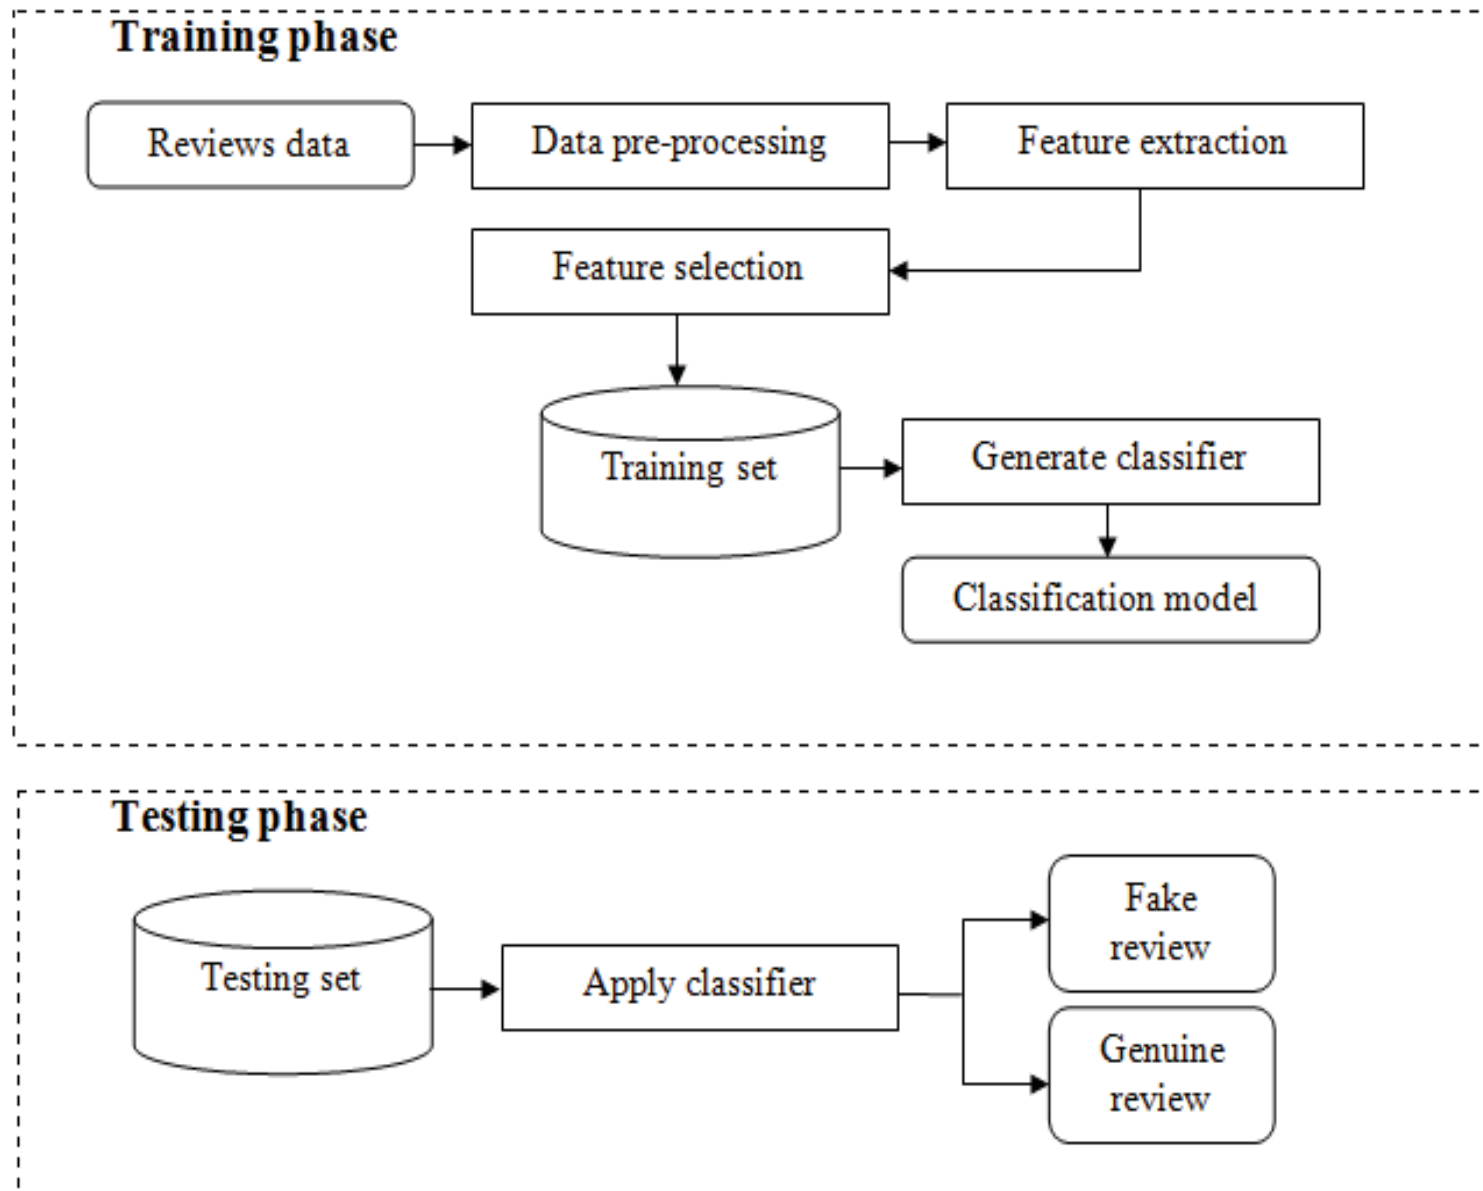 Training phase
Reviews data
Data pre-processing
Feature extraction
Feature selection
Training set
Generate classifier
Classification model
Testing phase
Testing set
Apply classifier
Fake
review
Genuine
review